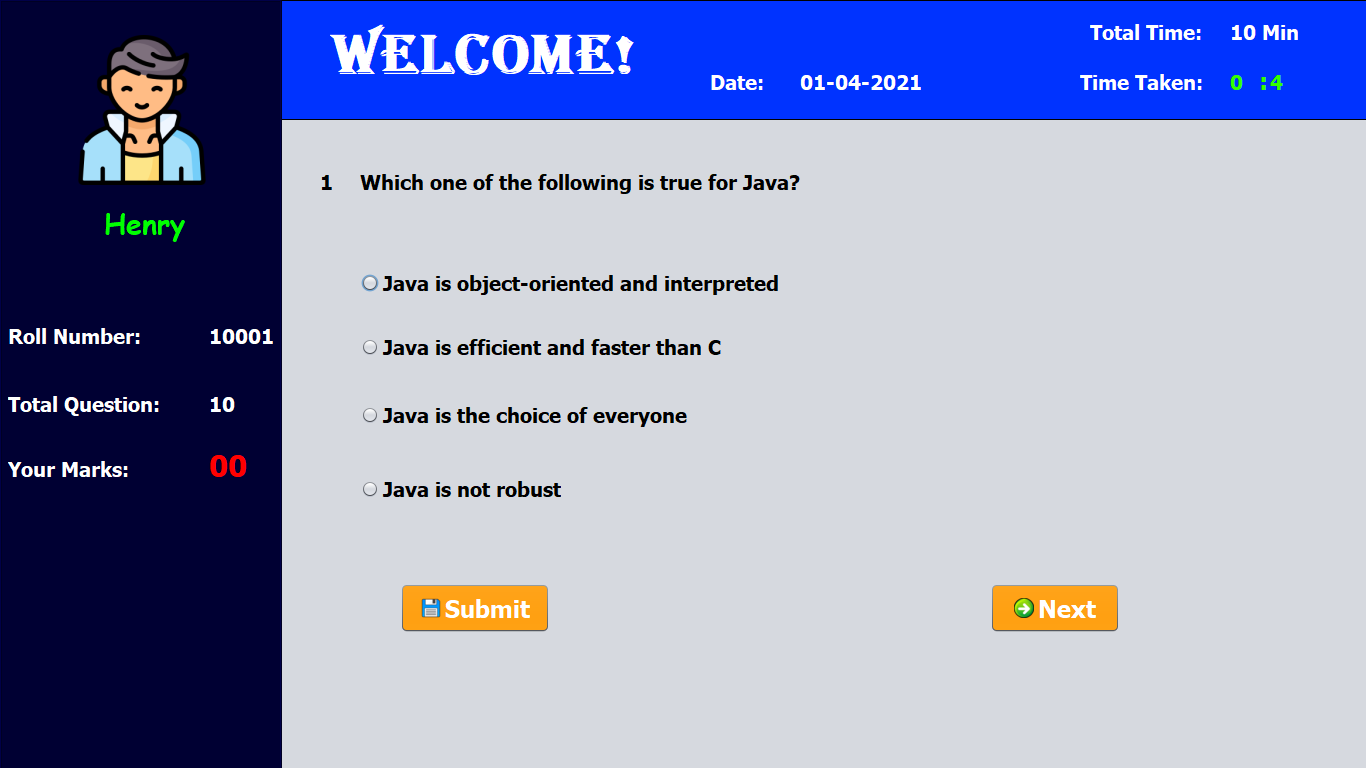 WELCOME!
Total Time: 10 Min
Date: 01-04-2021
Time Taken: 0 :4
Henry
Roll Number: 10001
Total Question: 10
Your Marks: 00
1 Which one of the following is true for Java?
Java is object-oriented and interpreted
Java is efficient and faster than C
Java is the choice of everyone
Java is not robust
Submit
Next